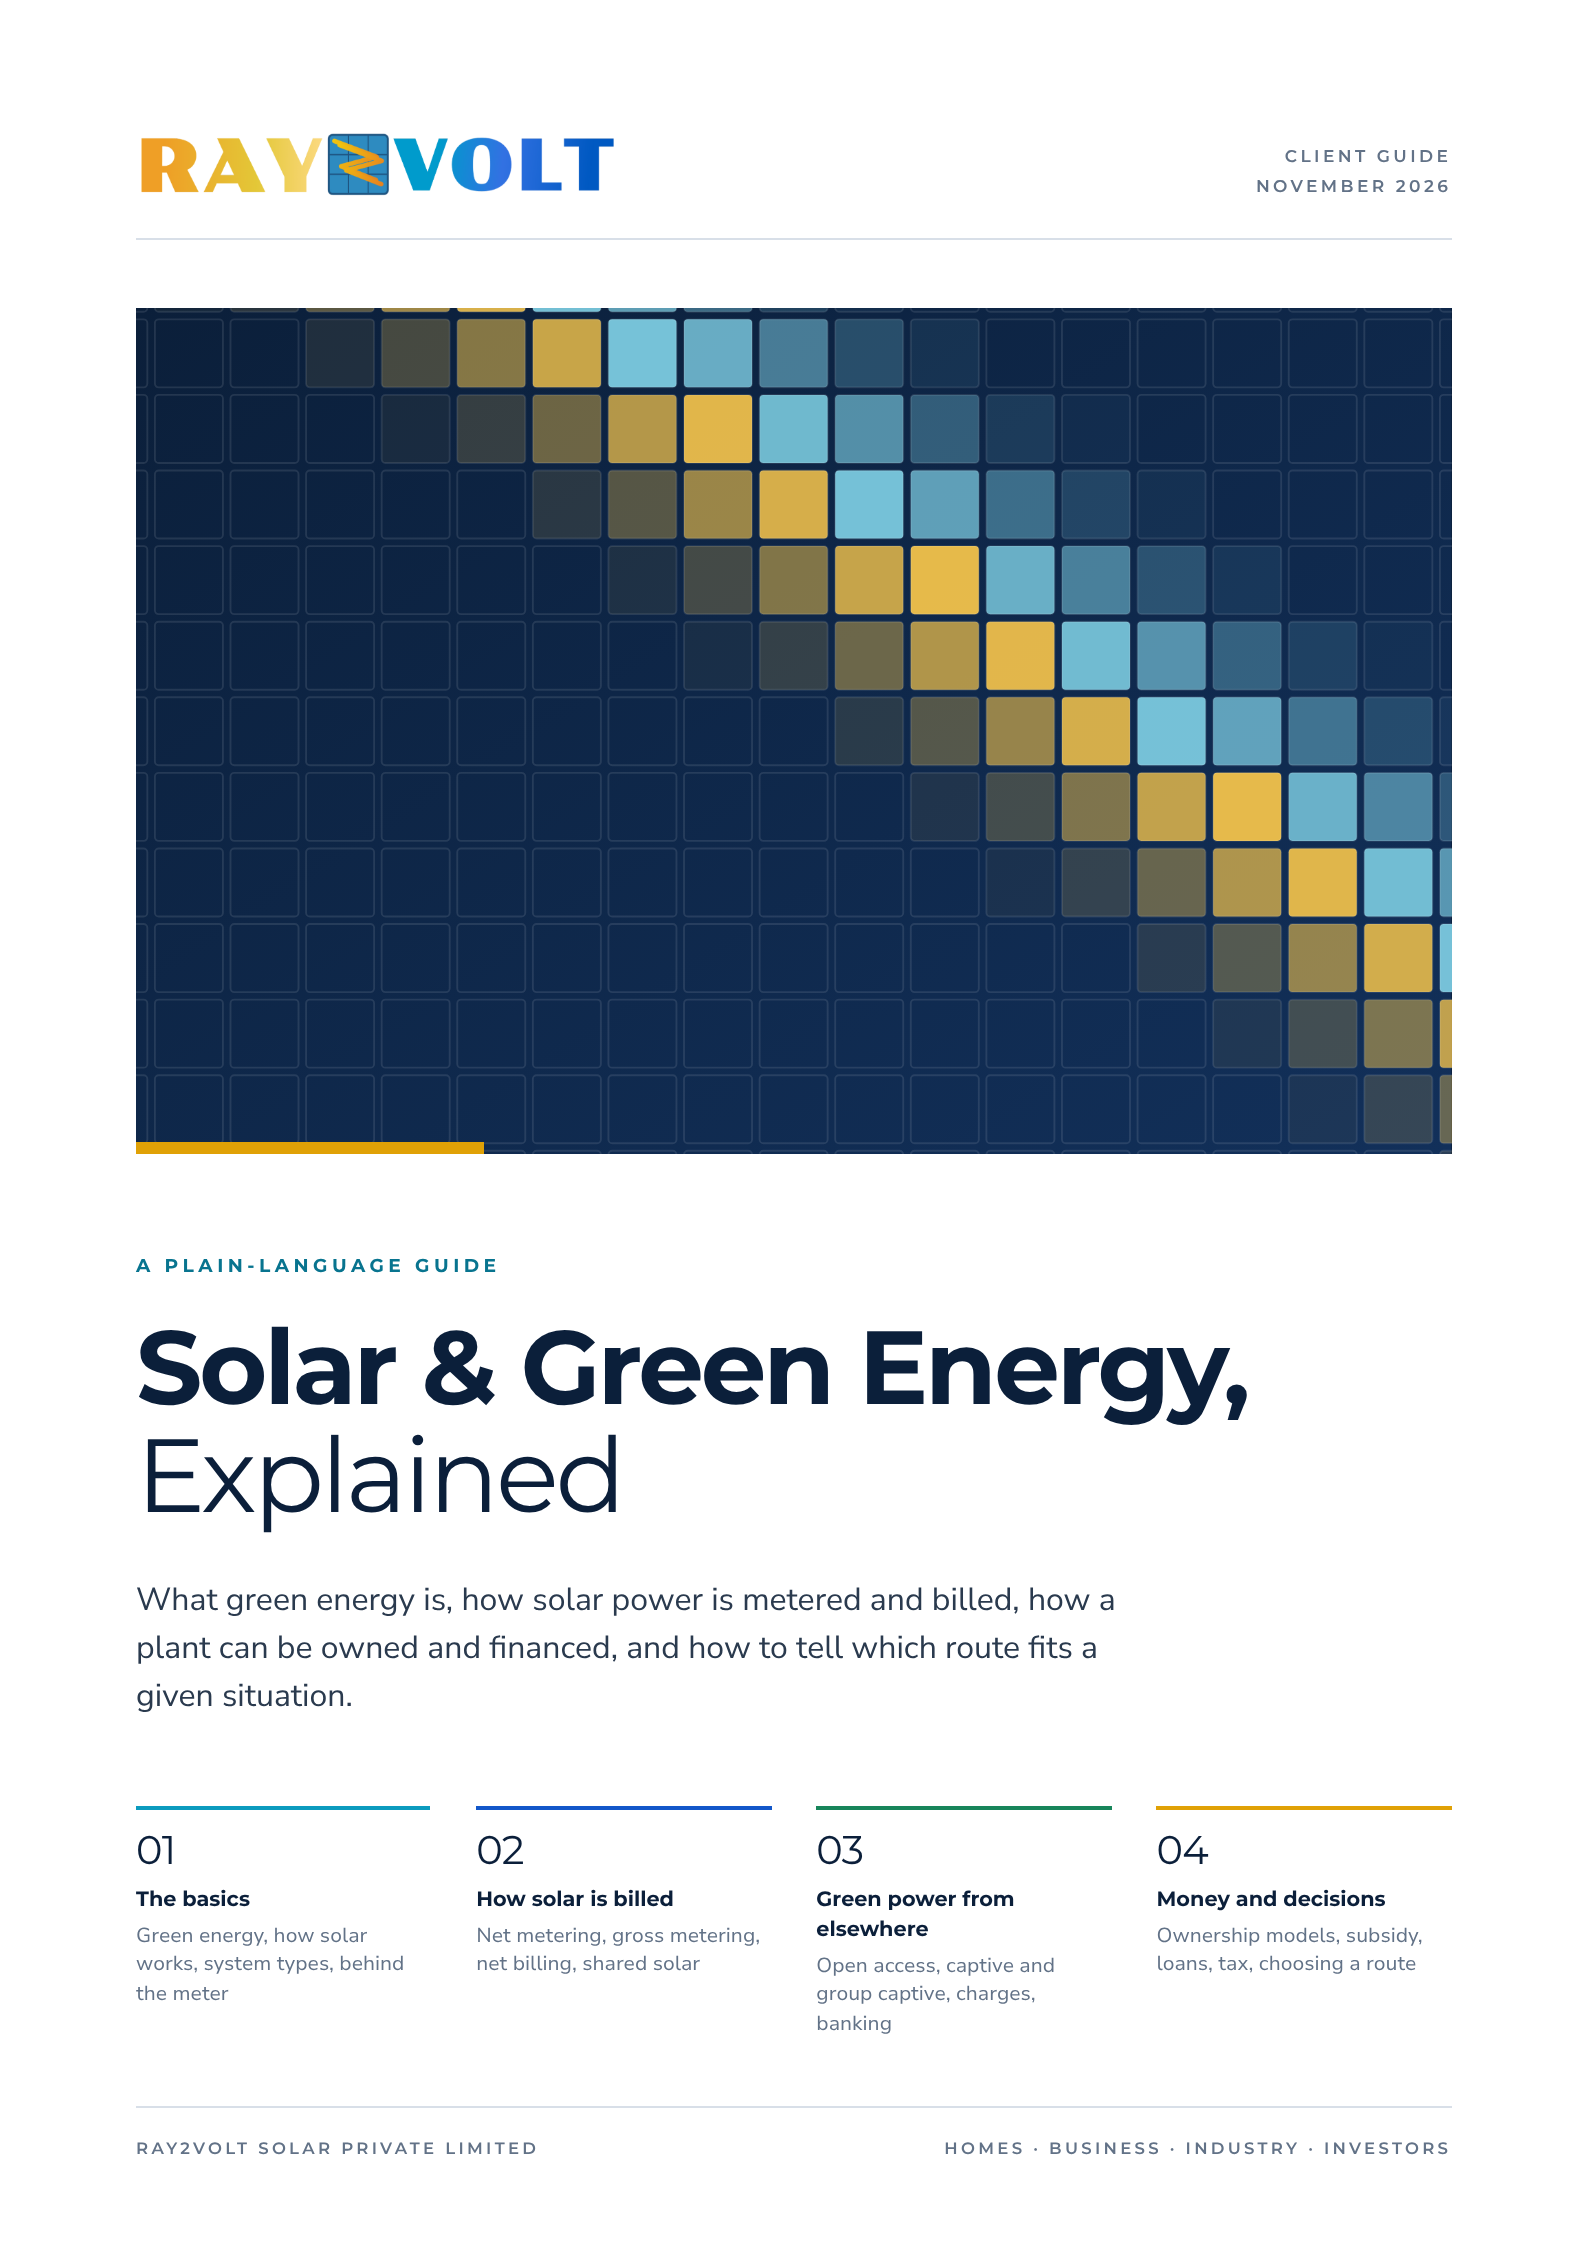 RAY2VOLT
CLIENT GUIDE
NOVEMBER 2026
A PLAIN-LANGUAGE GUIDE
Solar & Green Energy,
Explained
What green energy is, how solar power is metered and billed, how a
plant can be owned and financed, and how to tell which route fits a
given situation.
01
The basics
Green energy, how solar
works, system types, behind
the meter
02
How solar is billed
Net metering, gross metering,
net billing, shared solar
03
Green power from
elsewhere
Open access, captive and
group captive, charges,
banking
04
Money and decisions
Ownership models, subsidy,
loans, tax, choosing a route
RAY2VOLT SOLAR PRIVATE LIMITED
HOMES · BUSINESS · INDUSTRY · INVESTORS